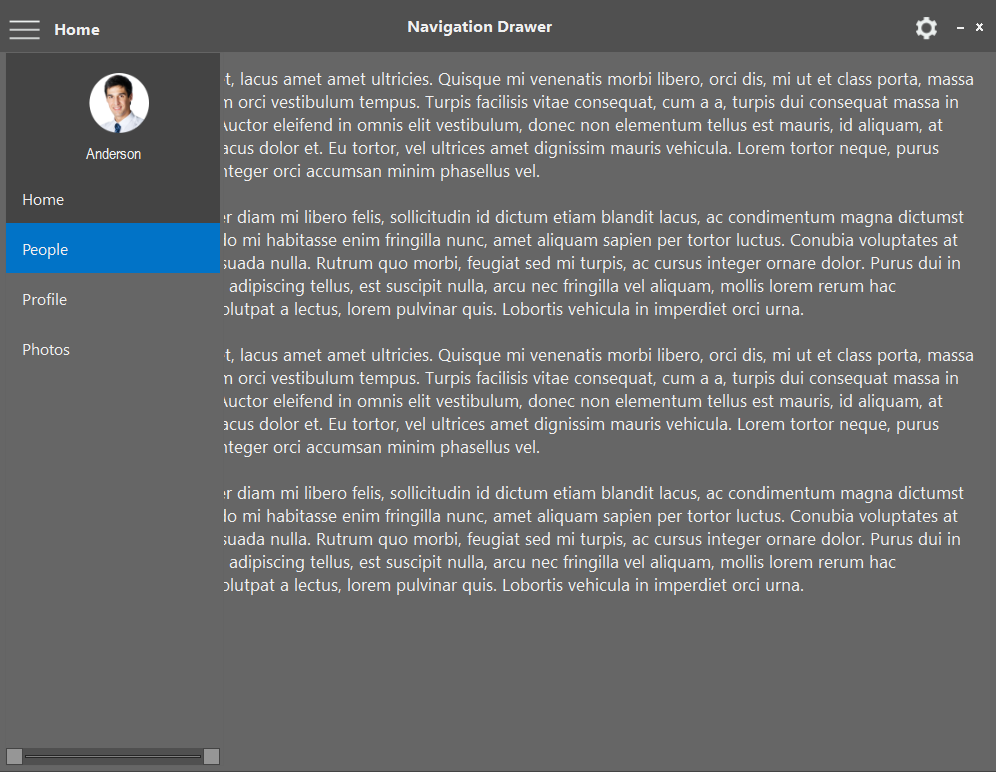 Home
Navigation Drawer
Anderson
Home
People
Profile
Photos
t, lacus amet amet ultricies. Quisque mi venenatis morbi libero, orci dis, mi ut et class porta, massa
orci vestibulum tempus. Turpis facilisis vitae consequat, cum a a, turpis dui consequat massa in
Auctor eleifend in omnis elit vestibulum, donec non elementum tellus est mauris, id aliquam, at
acus dolor et. Eu tortor, vel ultrices amet dignissim mauris vehicula. Lorem tortor neque, purus
nteger orci accumsan minim phasellus vel.
er diam mi libero felis, sollicitudin id dictum etiam blandit lacus, ac condimentum magna dictumst
lo mi habitasse enim fringilla nunc, amet aliquam sapien per tortor luctus. Conubia voluptates at
suada nulla. Rutrum quo morbi, feugiat sed mi turpis, ac cursus integer ornare dolor. Purus dui in
adipiscing tellus, est suscipit nulla, arcu nec fringilla vel aliquam, mollis lorem rerum hac
olutpat a lectus, lorem pulvinar quis. Lobortis vehicula in imperdiet orci urna.
t, lacus amet amet ultricies. Quisque mi venenatis morbi libero, orci dis, mi ut et class porta, massa
orci vestibulum tempus. Turpis facilisis vitae consequat, cum a a, turpis dui consequat massa in
Auctor eleifend in omnis elit vestibulum, donec non elementum tellus est mauris, id aliquam, at
acus dolor et. Eu tortor, vel ultrices amet dignissim mauris vehicula. Lorem tortor neque, purus
nteger orci accumsan minim phasellus vel.
er diam mi libero felis, sollicitudin id dictum etiam blandit lacus, ac condimentum magna dictumst
lo mi habitasse enim fringilla nunc, amet aliquam sapien per tortor luctus. Conubia voluptates at
suada nulla. Rutrum quo morbi, feugiat sed mi turpis, ac cursus integer ornare dolor. Purus dui in
adipiscing tellus, est suscipit nulla, arcu nec fringilla vel aliquam, mollis lorem rerum hac
olutpat a lectus, lorem pulvinar quis. Lobortis vehicula in imperdiet orci urna.